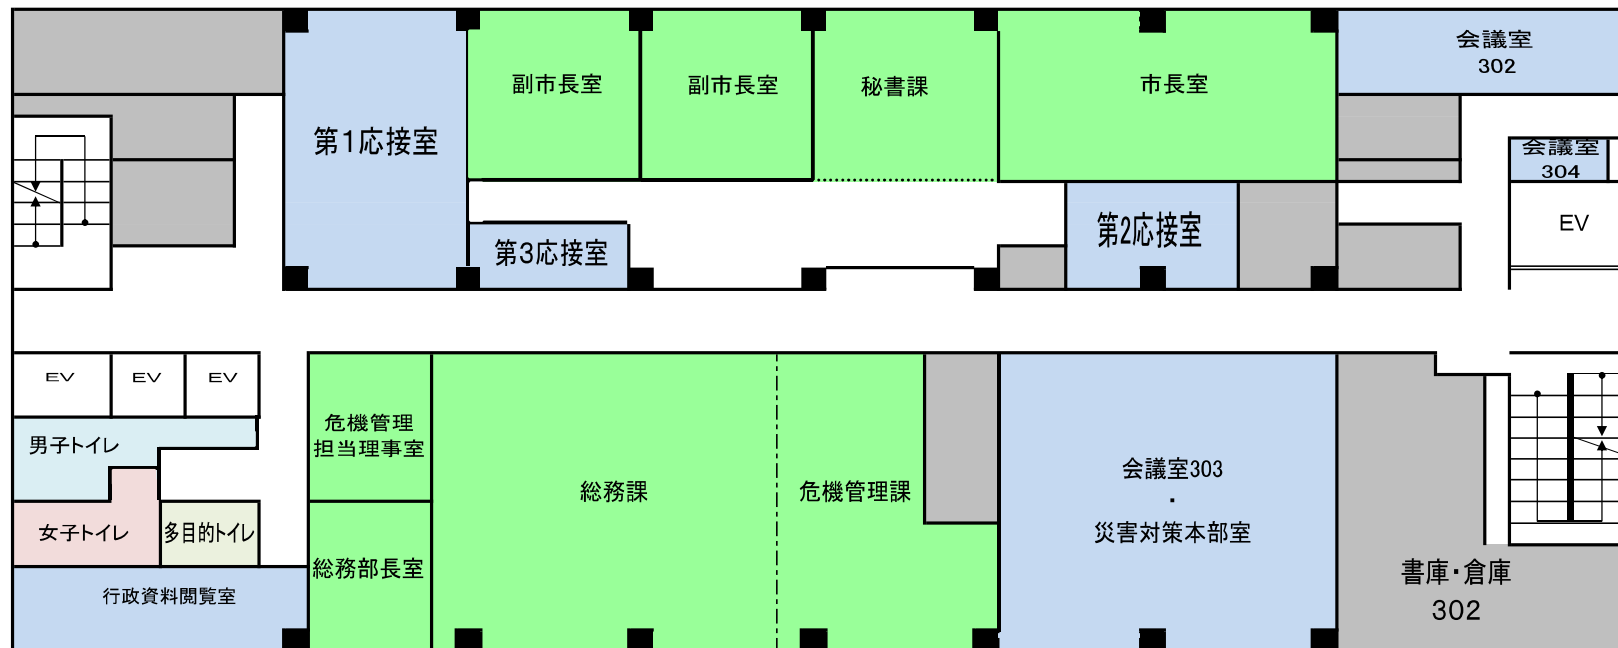 会議室
302
副市長室
副市長室
秘書課
市長室
第1応接室
会議室
304
第3応接室
第2応接室
EV
EV
EV
EV
危機管理
担当理事室
男子トイレ
総務課
危機管理課
会議室303
・
災害対策本部室
女子トイレ
多目的トイレ
総務部長室
行政資料閲覧室
書庫・倉庫
302